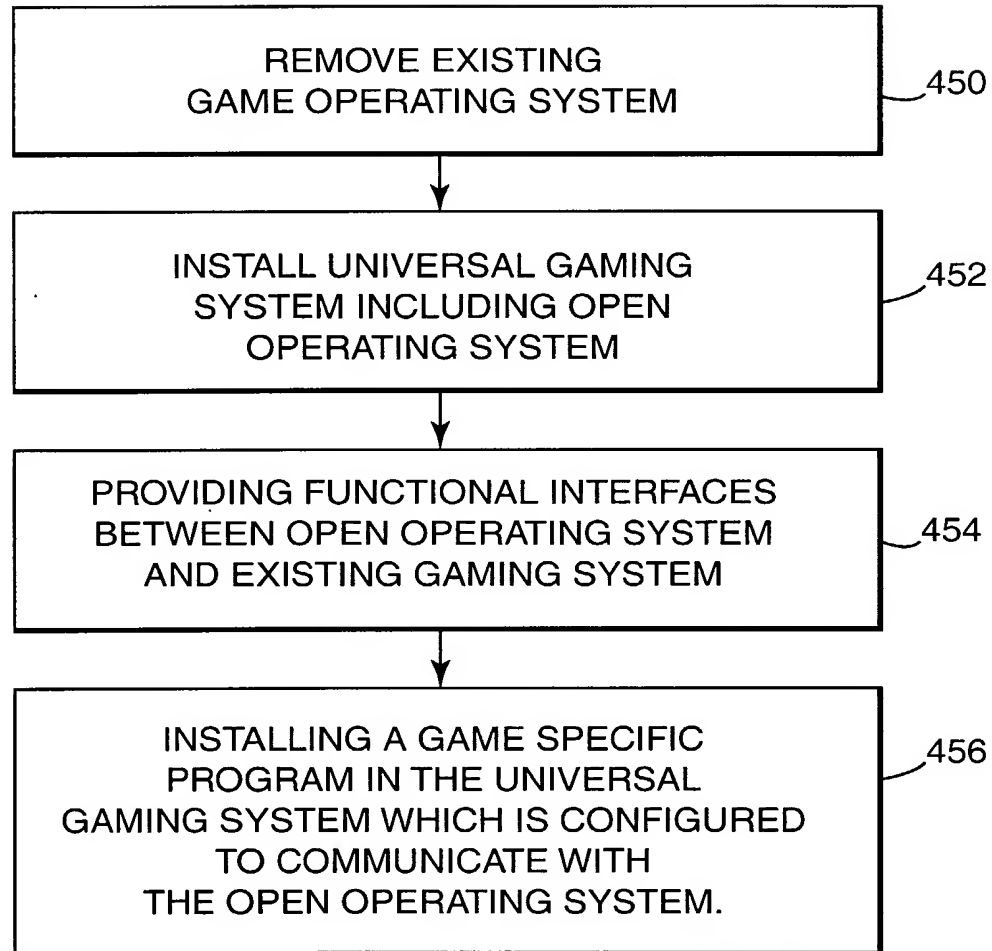 REMOVE EXISTING
GAME OPERATING SYSTEM
450
INSTALL UNIVERSAL GAMING
SYSTEM INCLUDING OPEN
OPERATING SYSTEM
452
PROVIDING FUNCTIONAL INTERFACES
BETWEEN OPEN OPERATING SYSTEM
AND EXISTING GAMING SYSTEM
454
INSTALLING A GAME SPECIFIC
PROGRAM IN THE UNIVERSAL
GAMING SYSTEM WHICH IS CONFIGURED
TO COMMUNICATE WITH
THE OPEN OPERATING SYSTEM.
456